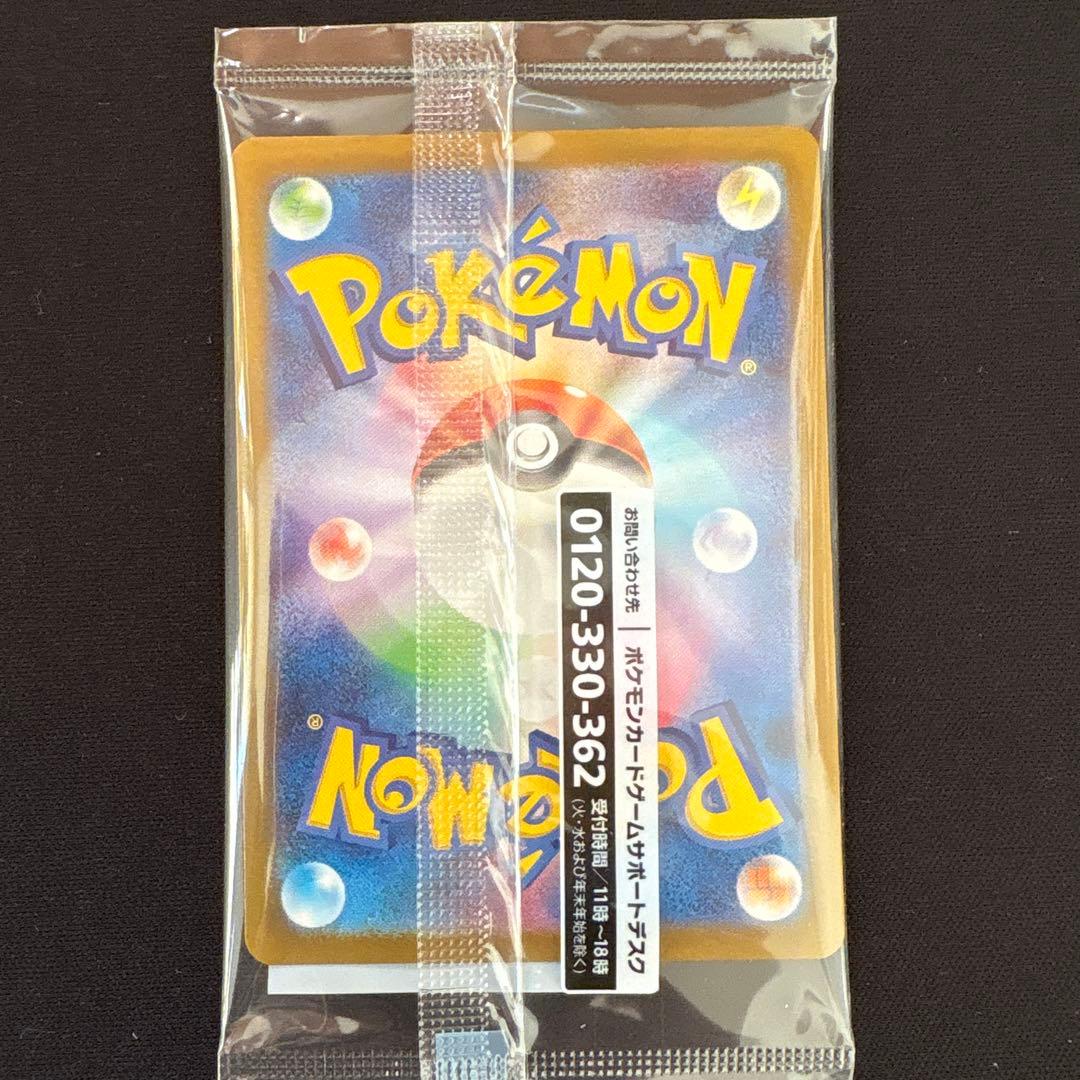 POKéMON
®
お問い合わせ先 | ポケモンカードゲームサポートデスク
0120-330-362 受付時間/11時～18時
(火・水および年末年始を除く)
POKéMON
®